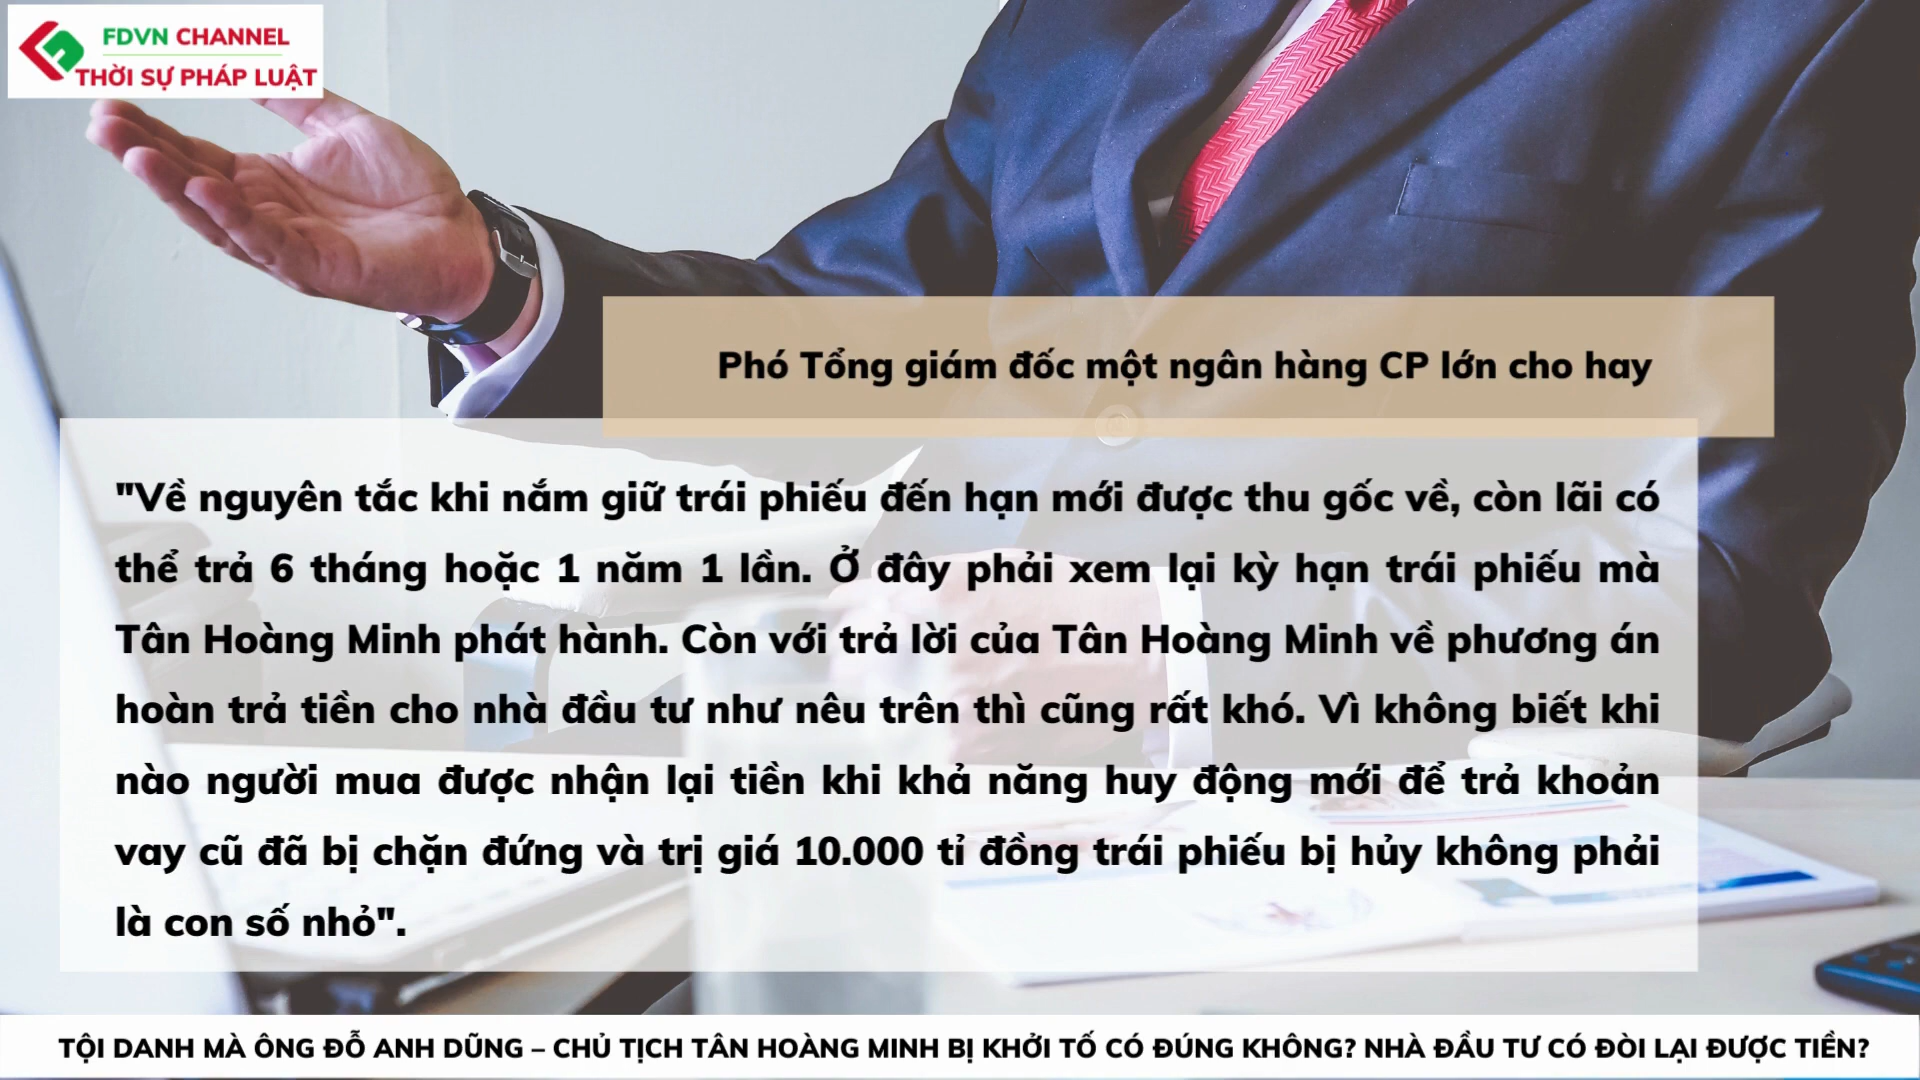 FDVN CHANNEL
THỜI SỰ PHÁP LUẬT
Phó Tổng giám đốc một ngân hàng CP lớn cho hay
"Về nguyên tắc khi nắm giữ trái phiếu đến hạn mới được thu gốc về, còn lãi có
thể trả 6 tháng hoặc 1 năm 1 lần. Ở đây phải xem lại kỳ hạn trái phiếu mà
Tân Hoàng Minh phát hành. Còn với trả lời của Tân Hoàng Minh về phương án
hoàn trả tiền cho nhà đầu tư như nêu trên thì cũng rất khó. Vì không biết khi
nào người mua được nhận lại tiền khi khả năng huy động mới để trả khoản
vay cũ đã bị chặn đứng và trị giá 10.000 tỉ đồng trái phiếu bị hủy không phải
là con số nhỏ".
TỘI DANH MÀ ÔNG ĐỖ ANH DŨNG – CHỦ TỊCH TÂN HOÀNG MINH BỊ KHỞI TỐ CÓ ĐÚNG KHÔNG? NHÀ ĐẦU TƯ CÓ ĐÒI LẠI ĐƯỢC TIỀN?